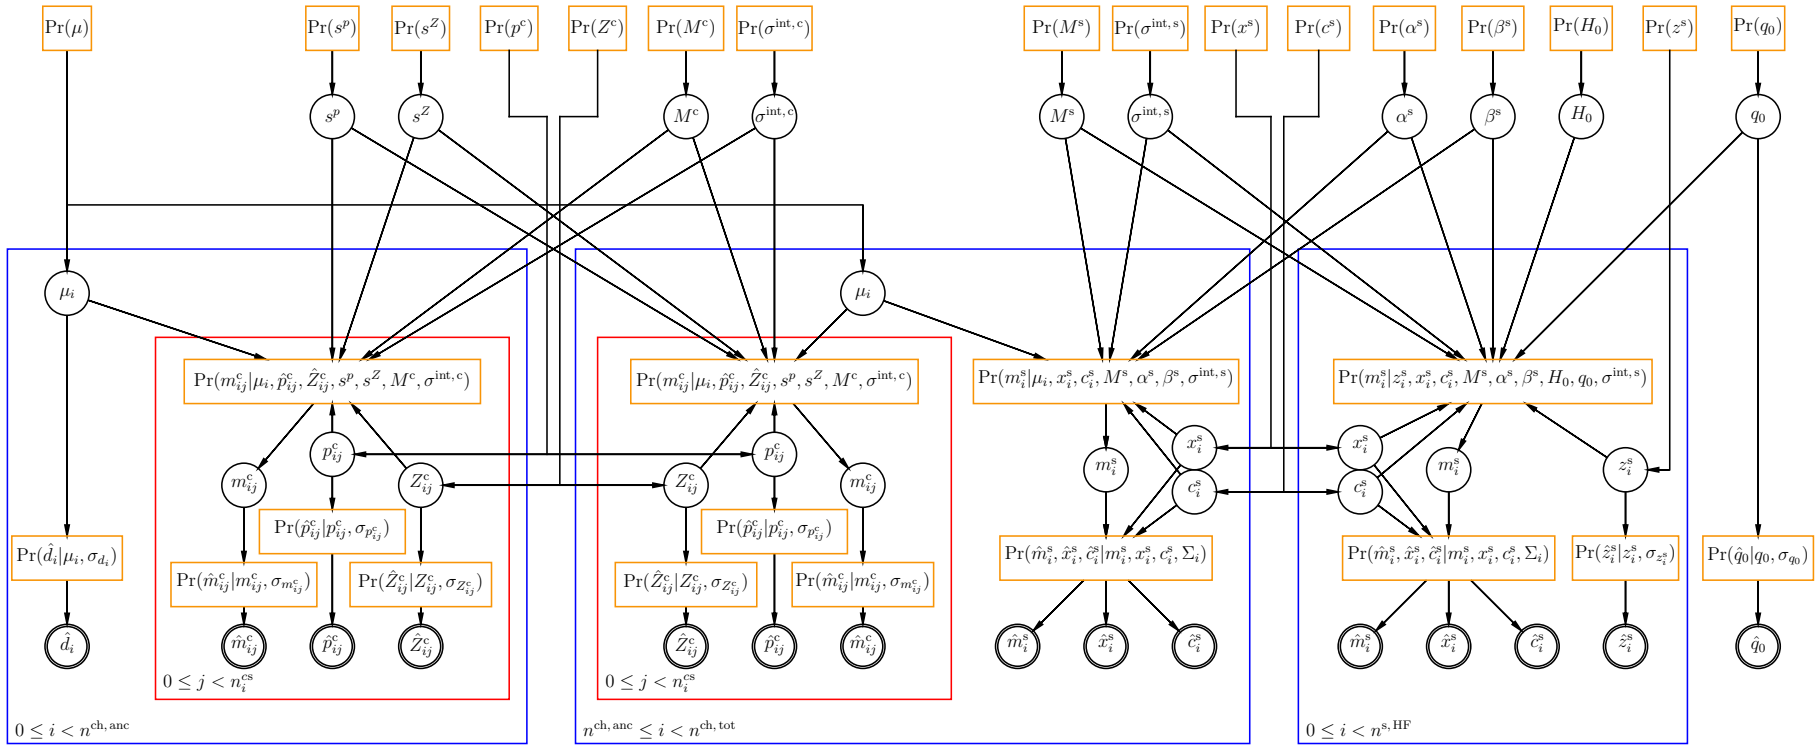 Pr(μ) Pr(s^p) Pr(s^Z) Pr(p^c) Pr(Z^c) Pr(M^c) Pr(σ^{int, c}) Pr(M^s) Pr(σ^{int, s}) Pr(x^s) Pr(c^s) Pr(α^s) Pr(β^s) Pr(H_0) Pr(z^s) Pr(q_0)
s^p s^Z M^c σ^{int, c} M^s σ^{int, s} α^s β^s H_0 q_0
μ_i μ_i
Pr(m^c_{ij}|μ_i, p̂^c_{ij}, Ẑ^c_{ij}, s^p, s^Z, M^c, σ^{int, c}) Pr(m^c_{ij}|μ_i, p̂^c_{ij}, Ẑ^c_{ij}, s^p, s^Z, M^c, σ^{int, c}) Pr(m^s_i|μ_i, x^s_i, c^s_i, M^s, α^s, β^s, σ^{int, s}) Pr(m^s_i|z^s_i, x^s_i, c^s_i, M^s, α^s, β^s, H_0, q_0, σ^{int, s})
p^c_{ij} p^c_{ij} x^s_i x^s_i
m^s_i m^s_i z^s_i
m^c_{ij} Z^c_{ij} Z^c_{ij} m^c_{ij} c^s_i c^s_i
Pr(p̂^c_{ij}|p^c_{ij}, σ_{p^c_{ij}}) Pr(p̂^c_{ij}|p^c_{ij}, σ_{p^c_{ij}})
Pr(d̂_i|μ_i, σ_{d_i}) Pr(m̂^s_i, x̂^s_i, ĉ^s_i|m^s_i, x^s_i, c^s_i, Σ_i) Pr(m̂^s_i, x̂^s_i, ĉ^s_i|m^s_i, x^s_i, c^s_i, Σ_i) Pr(ẑ^s_i|z^s_i, σ_{z^s_i}) Pr(q̂_0|q_0, σ_{q_0})
Pr(m̂^c_{ij}|m^c_{ij}, σ_{m^c_{ij}}) Pr(Ẑ^c_{ij}|Z^c_{ij}, σ_{Z^c_{ij}}) Pr(Ẑ^c_{ij}|Z^c_{ij}, σ_{Z^c_{ij}}) Pr(m̂^c_{ij}|m^c_{ij}, σ_{m^c_{ij}})
d̂_i m̂^c_{ij} p̂^c_{ij} Ẑ^c_{ij} Ẑ^c_{ij} p̂^c_{ij} m̂^c_{ij} m̂^s_i x̂^s_i ĉ^s_i m̂^s_i x̂^s_i ĉ^s_i ẑ^s_i q̂_0
0 ≤ j < n^{cs}_i 0 ≤ j < n^{cs}_i
0 ≤ i < n^{ch, anc} n^{ch, anc} ≤ i < n^{ch, tot} 0 ≤ i < n^{s, HF}